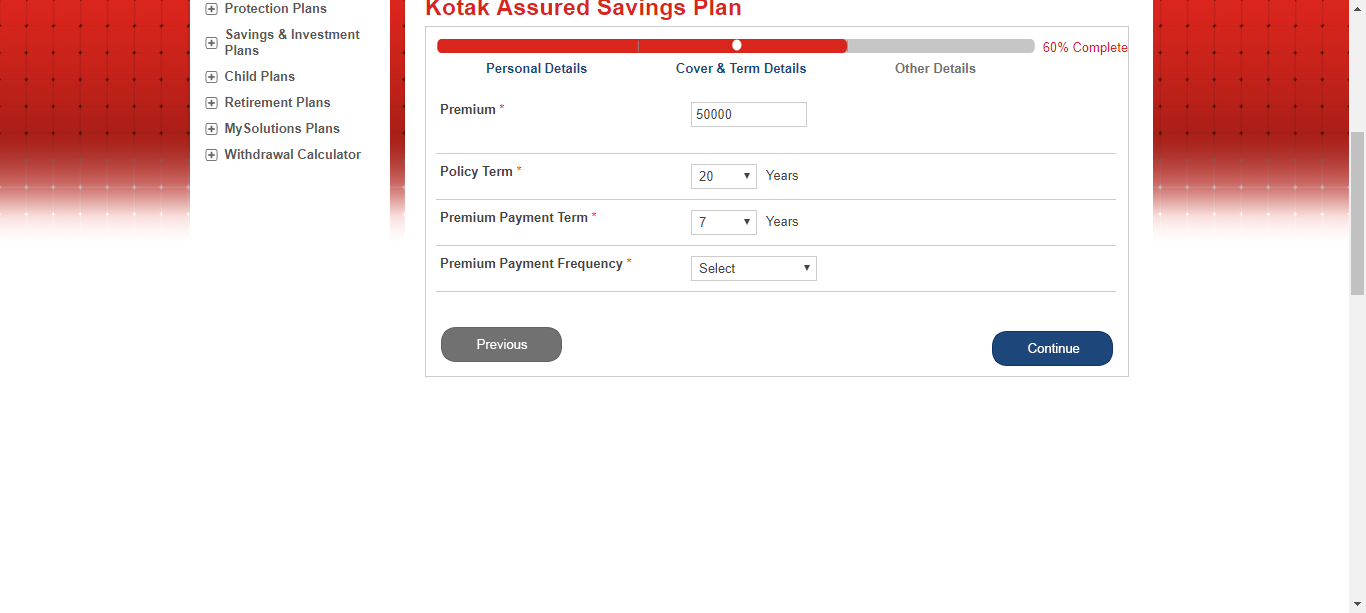 Protection Plans
Savings & Investment
Plans
Child Plans
Retirement Plans
MySolutions Plans
Withdrawal Calculator
Kotak Assured Savings Plan
60% Complete
Personal Details
Cover & Term Details
Other Details
Premium *
50000
Policy Term *
20
Years
Premium Payment Term *
7
Years
Premium Payment Frequency *
Select
Previous
Continue